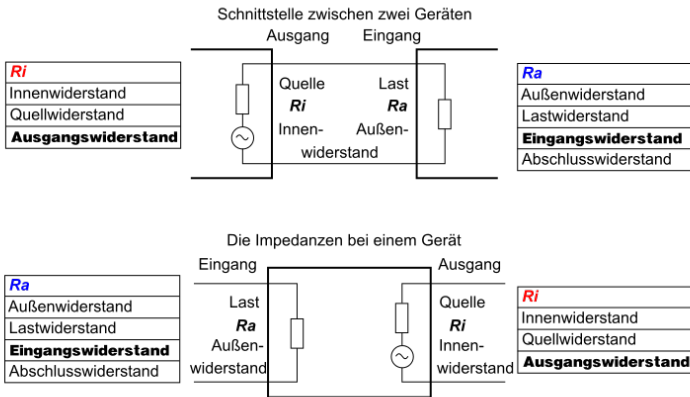 Schnittstelle zwischen zwei Geräten
Ausgang Eingang
Ri
Innenwiderstand
Quellwiderstand
Ausgangswiderstand
Quelle Last
Ri Ra
Innen- Außen-
widerstand
Ra
Außenwiderstand
Lastwiderstand
Eingangswiderstand
Abschlusswiderstand
Die Impedanzen bei einem Gerät
Eingang Ausgang
Ra
Außenwiderstand
Lastwiderstand
Eingangswiderstand
Abschlusswiderstand
Last
Ra
Außen-
widerstand
Quelle
Ri
Innen-
widerstand
Ri
Innenwiderstand
Quellwiderstand
Ausgangswiderstand